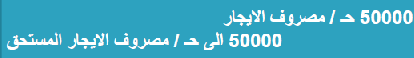 50000 حـ / مصروف الايجار
50000 الى حـ / مصروف الايجار المستحق